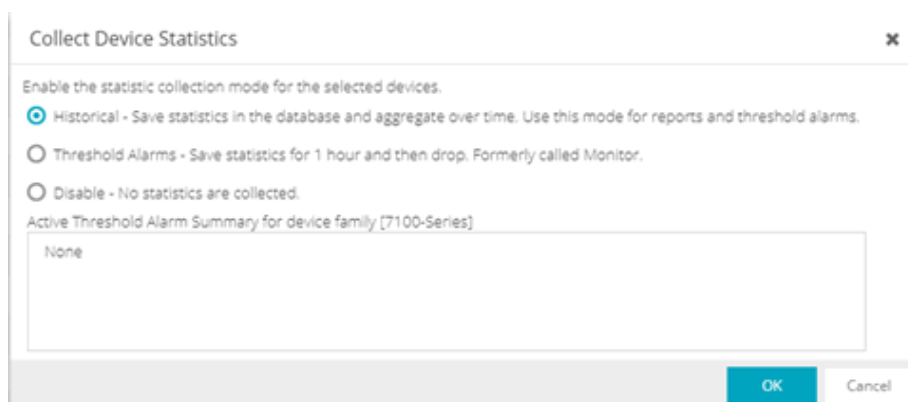 Collect Device Statistics
Enable the statistic collection mode for the selected devices.
Historical - Save statistics in the database and aggregate over time. Use this mode for reports and threshold alarms.
Threshold Alarms - Save statistics for 1 hour and then drop. Formerly called Monitor.
Disable - No statistics are collected.
Active Threshold Alarm Summary for device family [7100-Series]
None
OK
Cancel